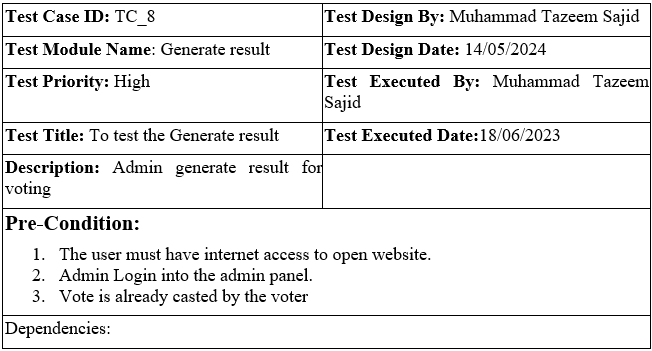 Test Case ID: TC_8
Test Design By: Muhammad Tazeem Sajid
Test Module Name: Generate result
Test Design Date: 14/05/2024
Test Priority: High
Test Executed By: Muhammad Tazeem
Sajid
Test Title: To test the Generate result
Test Executed Date:18/06/2023
Description: Admin generate result for
voting
Pre-Condition:
1. The user must have internet access to open website.
2. Admin Login into the admin panel.
3. Vote is already casted by the voter
Dependencies: